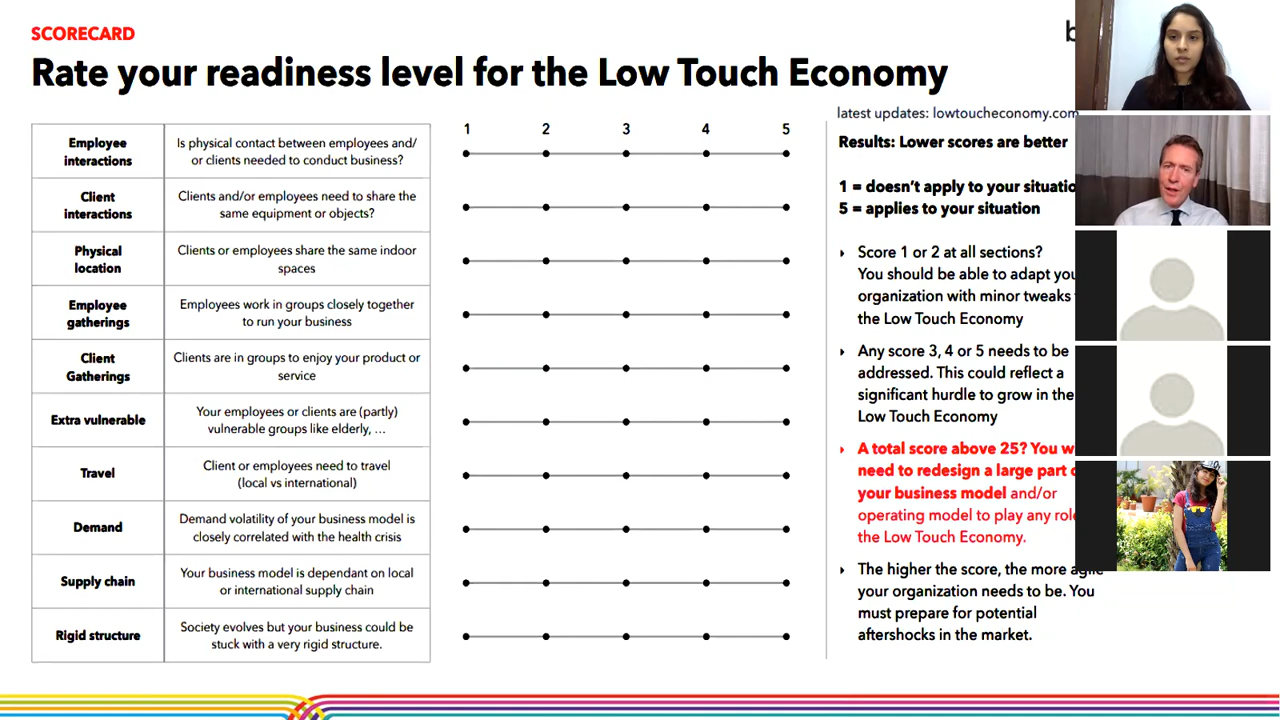 SCORECARD
Rate your readiness level for the Low Touch Economy
latest updates: lowtoucheconomy.com
1 2 3 4 5
Employee interactions
Is physical contact between employees and/
or clients needed to conduct business?
Client interactions
Clients and/or employees need to share the
same equipment or objects?
Physical location
Clients or employees share the same indoor
spaces
Employee gatherings
Employees work in groups closely together
to run your business
Client Gatherings
Clients are in groups to enjoy your product or
service
Extra vulnerable
Your employees or clients are (partly)
vulnerable groups like elderly, ...
Travel
Client or employees need to travel
(local vs international)
Demand
Demand volatility of your business model is
closely correlated with the health crisis
Supply chain
Your business model is dependant on local
or international supply chain
Rigid structure
Society evolves but your business could be
stuck with a very rigid structure.
Results: Lower scores are better
1 = doesn't apply to your
5 = applies to your situation
Score 1 or 2 at all sections?
You should be able to adapt
organization with minor tweaks
the Low Touch Economy
Any score 3, 4 or 5 needs to be
addressed. This could reflect a
significant hurdle to grow in the
Low Touch Economy
A total score above 25? You
need to redesign a large part
your business model and/or
operating model to play any
the Low Touch Economy.
The higher the score, the more
your organization needs to be. You
must prepare for potential
aftershocks in the market.